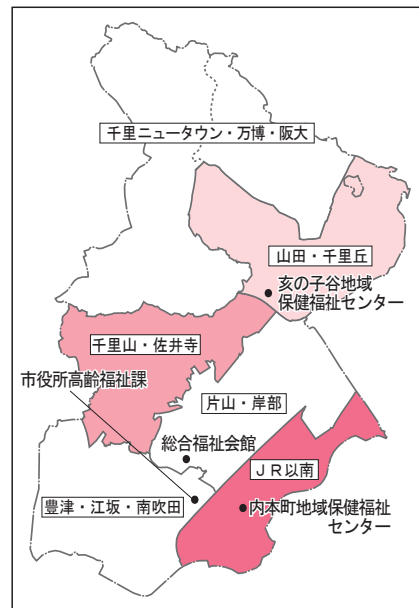 千里ニュータウン・万博・阪大
山田・千里丘
亥の子谷地域
保健福祉センター
千里山・佐井寺
市役所高齢福祉課
片山・岸部
総合福祉会館
JR以南
豊津・江坂・南吹田
内本町地域保健福祉
センター